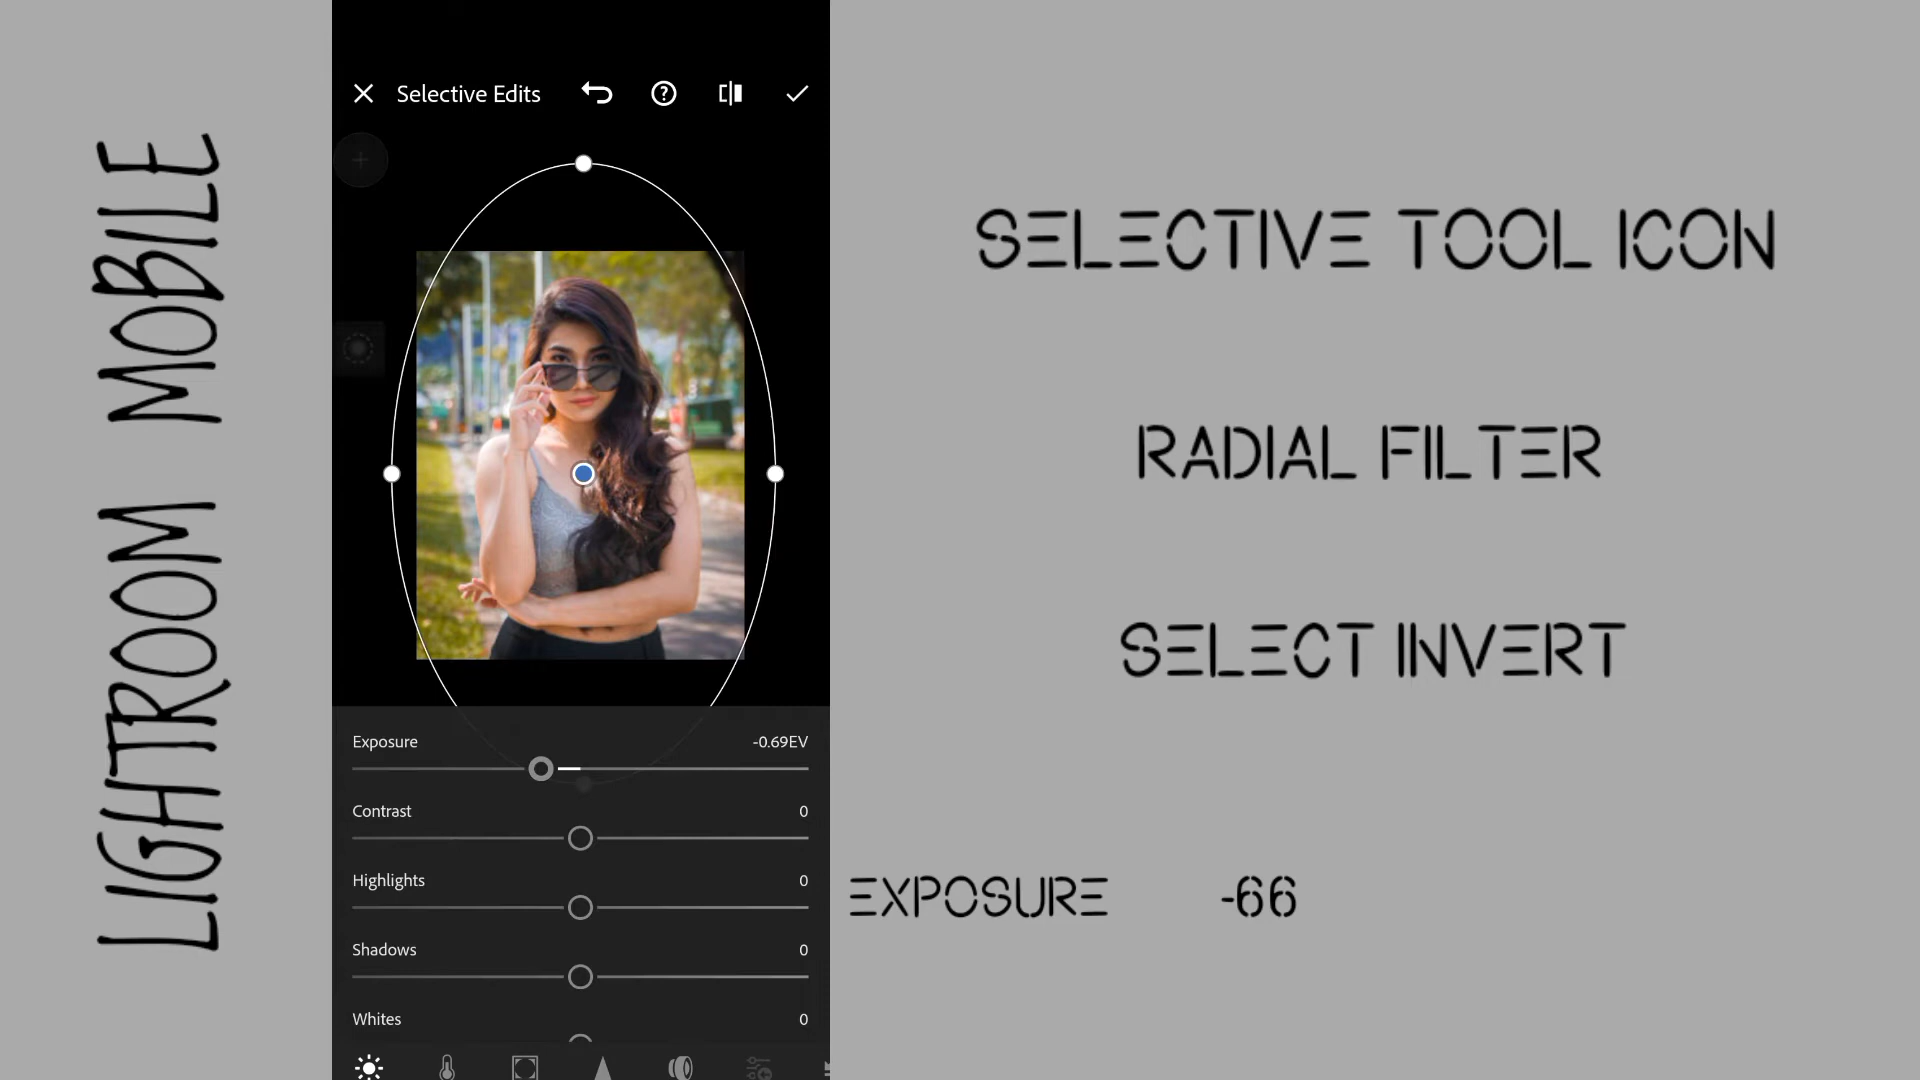 LIGHTROOM MOBILE
Selective Edits
Exposure -0.69EV
Contrast 0
Highlights 0
Shadows 0
Whites 0
SELECTIVE TOOL ICON
RADIAL FILTER
SELECT INVERT
EXPOSURE -66